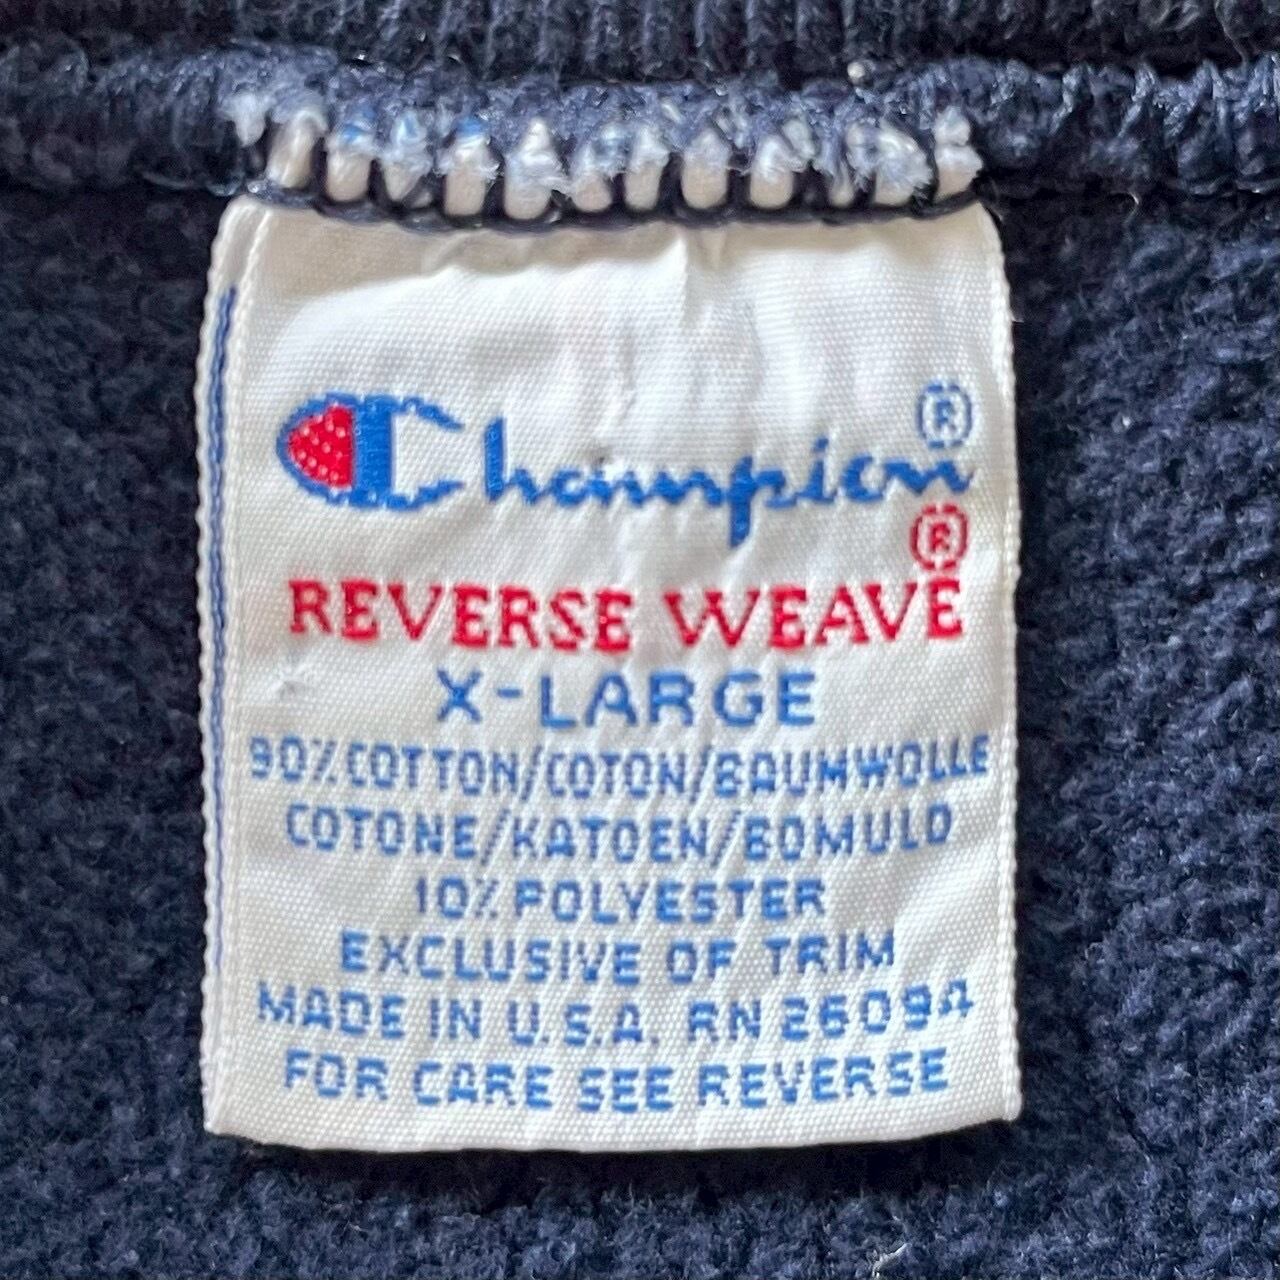 Champion®
REVERSE WEAVE®
X-LARGE
90% COTTON/COTON/BAUMWOLLE
COTONE/KATOEN/BOMULD
10% POLYESTER
EXCLUSIVE OF TRIM
MADE IN U.S.A. RN 26094
FOR CARE SEE REVERSE